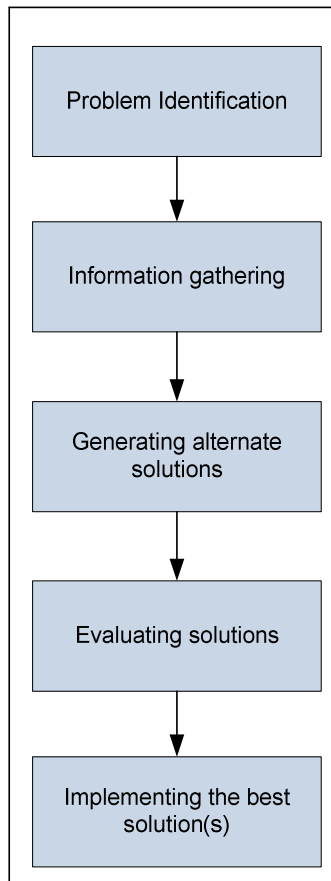 Problem Identification
Information gathering
Generating alternate
solutions
Evaluating solutions
Implementing the best
solution(s)